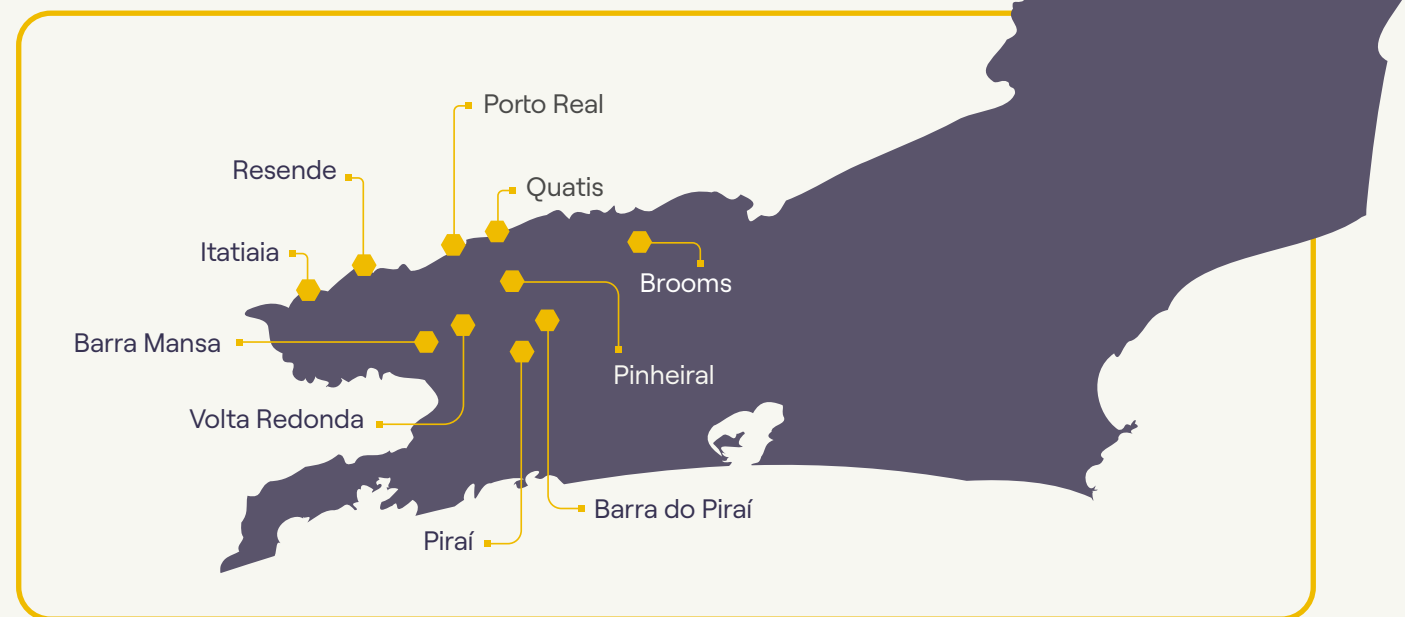 Porto Real
Resende
Quatis
Itatiaia
Brooms
Barra Mansa
Pinheiral
Volta Redonda
Barra do Piraí
Piraí